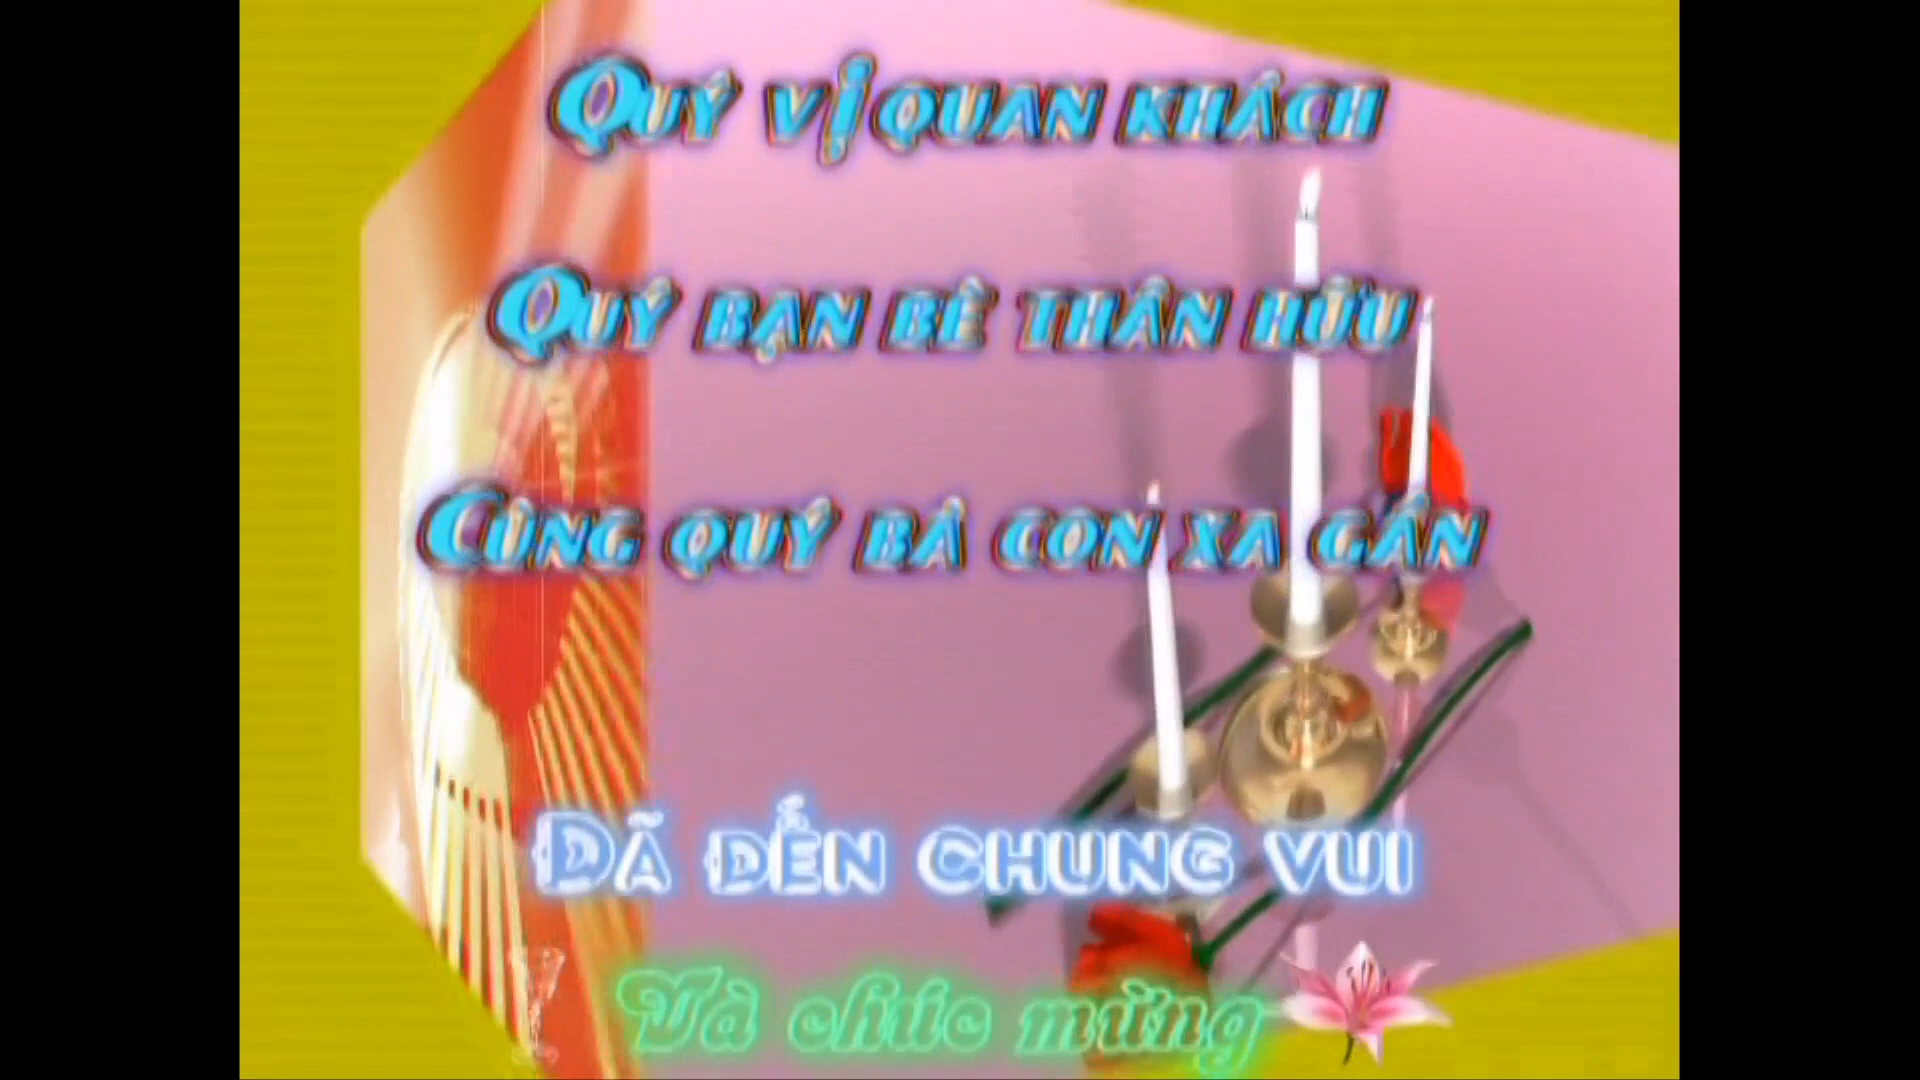 Quý vị quan khách
Quý bạn bè thân hữu
Cùng quý bà con xa gần
Đã đến chung vui
Và chúc mừng